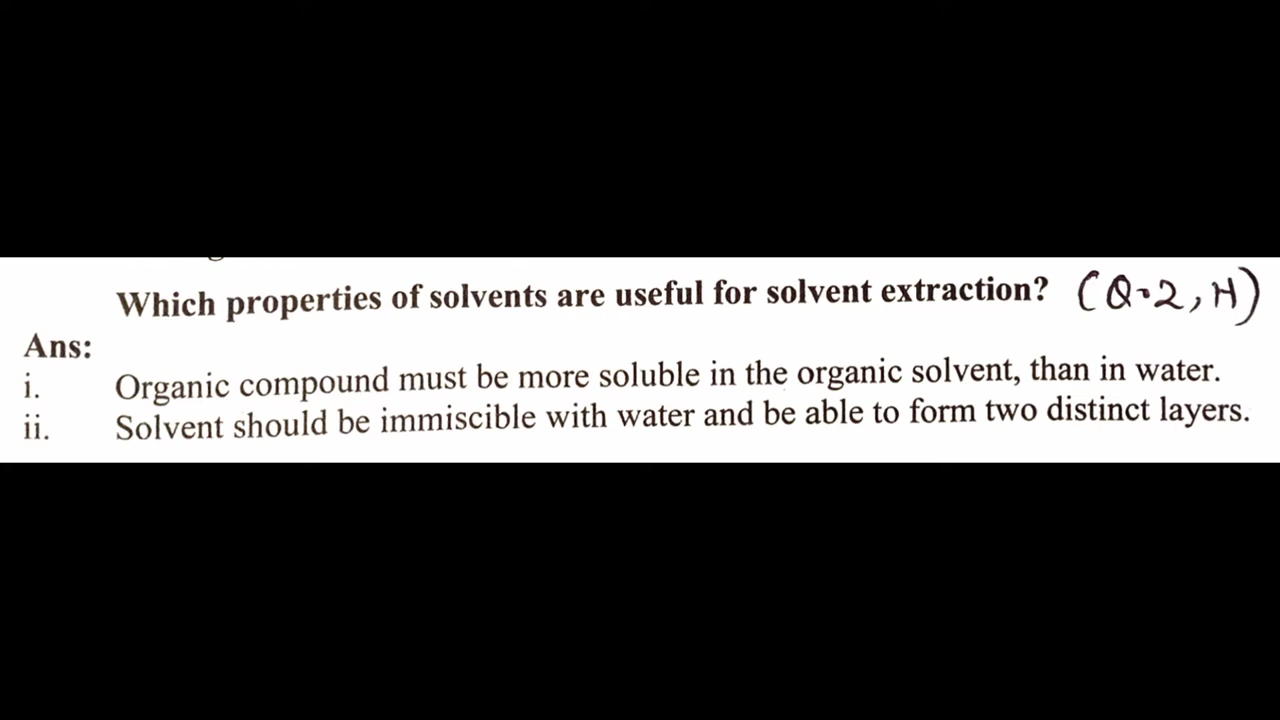 Which properties of solvents are useful for solvent extraction? (Q.2, H)
Ans:
i. Organic compound must be more soluble in the organic solvent, than in water.
ii. Solvent should be immiscible with water and be able to form two distinct layers.